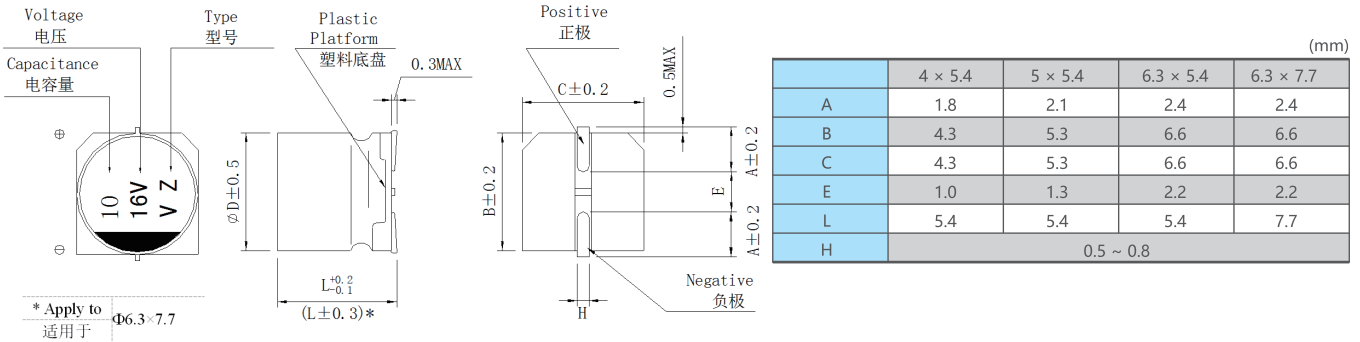 Voltage
电压
Type
型号
Capacitance
电容量
⊕
⊖
10
16V
V Z
* Apply to
适用于
Φ6.3×7.7
Plastic
Platform
塑料底盘
0.3MAX
⌀D±0.5
L+0.2 -0.1
(L±0.3)*
Positive
正极
C±0.2
0.5MAX
B±0.2
A±0.2
E
A±0.2
H
Negative
负极
(mm)
4 × 5.4 5 × 5.4 6.3 × 5.4 6.3 × 7.7
A 1.8 2.1 2.4 2.4
B 4.3 5.3 6.6 6.6
C 4.3 5.3 6.6 6.6
E 1.0 1.3 2.2 2.2
L 5.4 5.4 5.4 7.7
H 0.5 ~ 0.8